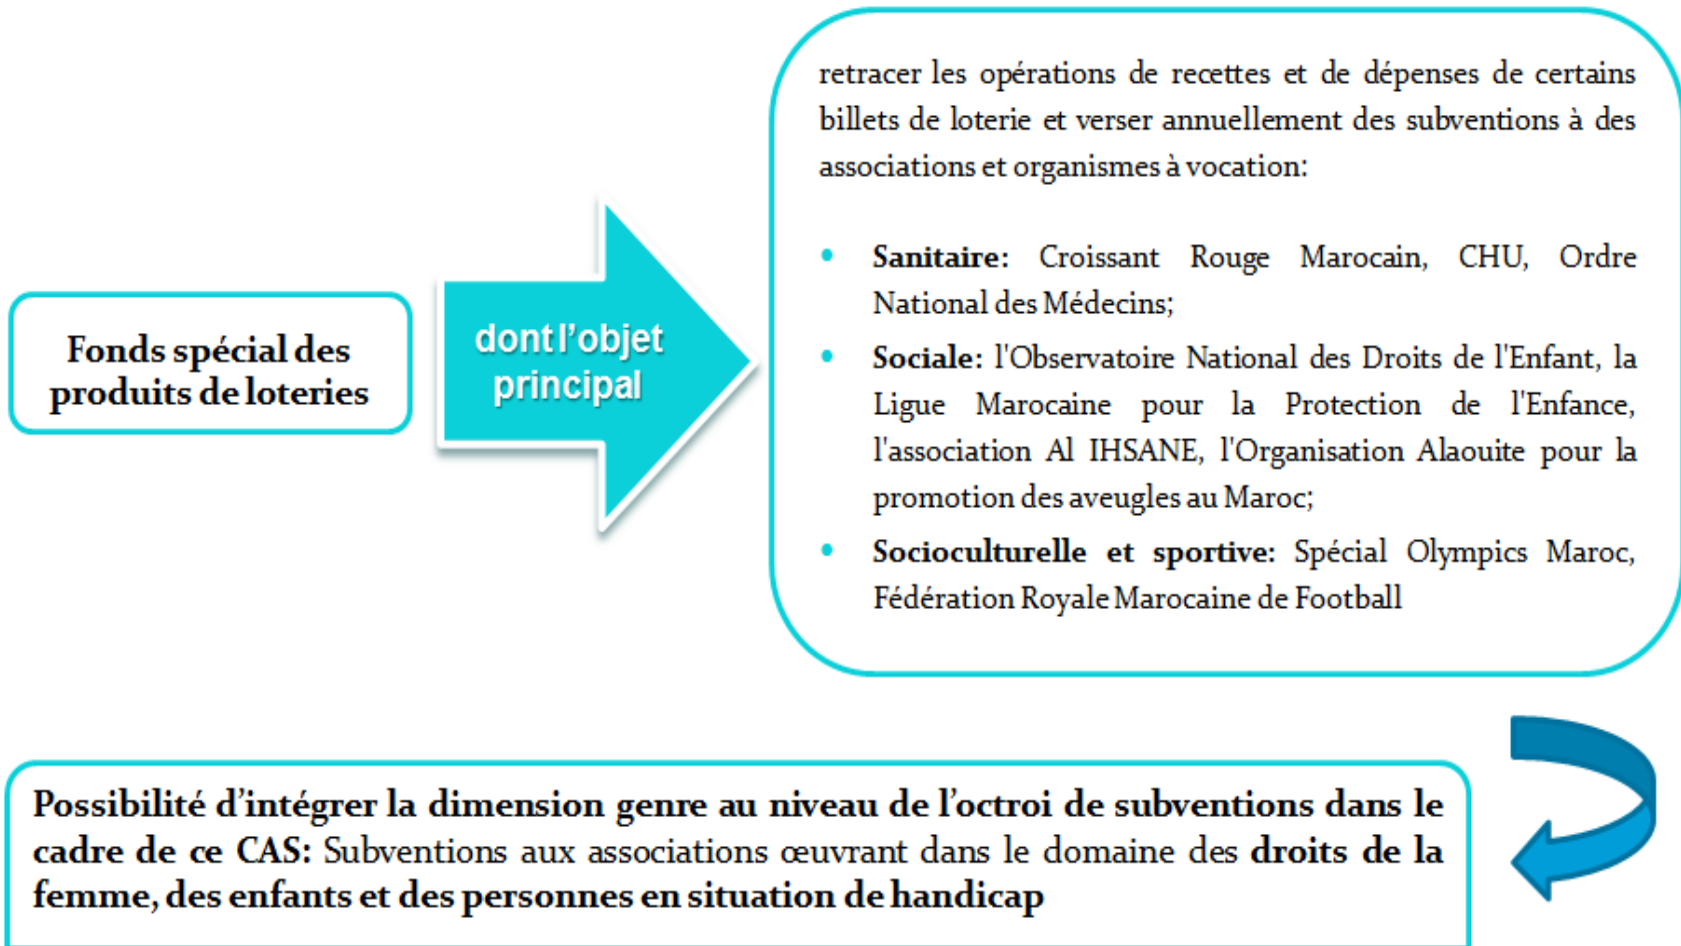 Fonds spécial des
produits de loteries
dont l’objet
principal
retracer les opérations de recettes et de dépenses de certains
billets de loterie et verser annuellement des subventions à des
associations et organismes à vocation:
• Sanitaire: Croissant Rouge Marocain, CHU, Ordre
National des Médecins;
• Sociale: l'Observatoire National des Droits de l'Enfant, la
Ligue Marocaine pour la Protection de l'Enfance,
l'association Al IHSANE, l'Organisation Alaouite pour la
promotion des aveugles au Maroc;
• Socioculturelle et sportive: Spécial Olympics Maroc,
Fédération Royale Marocaine de Football
Possibilité d’intégrer la dimension genre au niveau de l’octroi de subventions dans le
cadre de ce CAS: Subventions aux associations œuvrant dans le domaine des droits de la
femme, des enfants et des personnes en situation de handicap